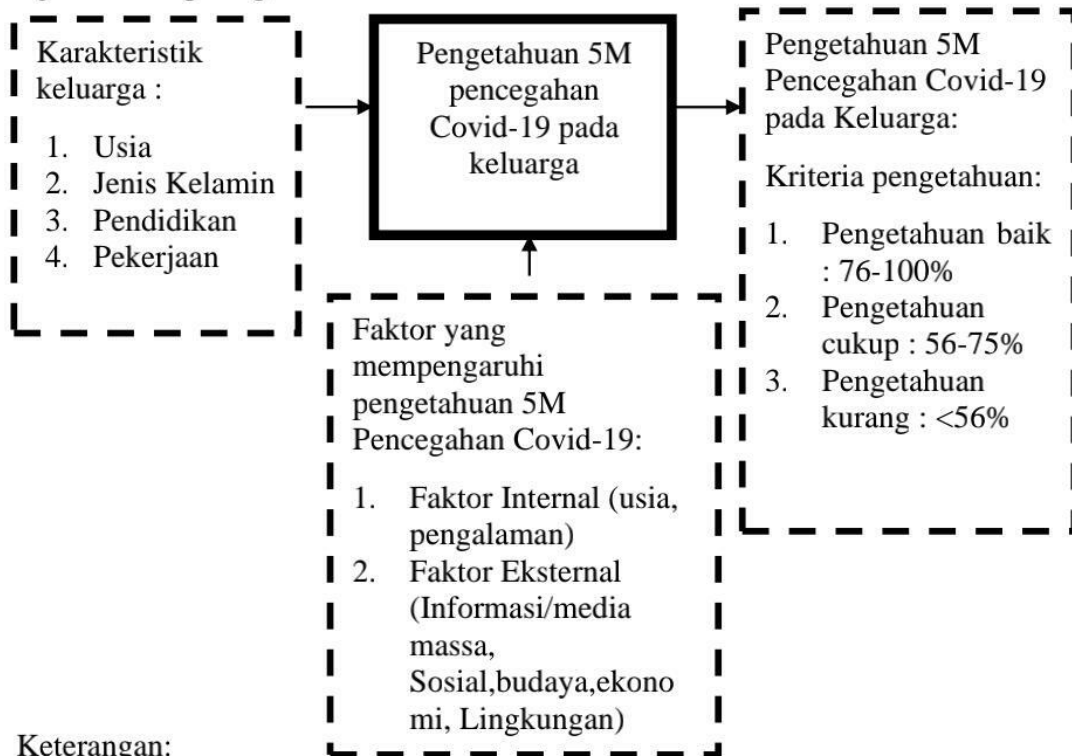 Karakteristik
keluarga :
1. Usia
2. Jenis Kelamin
3. Pendidikan
4. Pekerjaan
Pengetahuan 5M
pencegahan
Covid-19 pada
keluarga
Pengetahuan 5M
Pencegahan Covid-19
pada Keluarga:
Kriteria pengetahuan:
1. Pengetahuan baik
: 76-100%
2. Pengetahuan
cukup : 56-75%
3. Pengetahuan
kurang : <56%
Faktor yang
mempengaruhi
pengetahuan 5M
Pencegahan Covid-19:
1. Faktor Internal (usia,
pengalaman)
2. Faktor Eksternal
(Informasi/media
massa,
Sosial,budaya,ekono
mi, Lingkungan)
Keterangan: